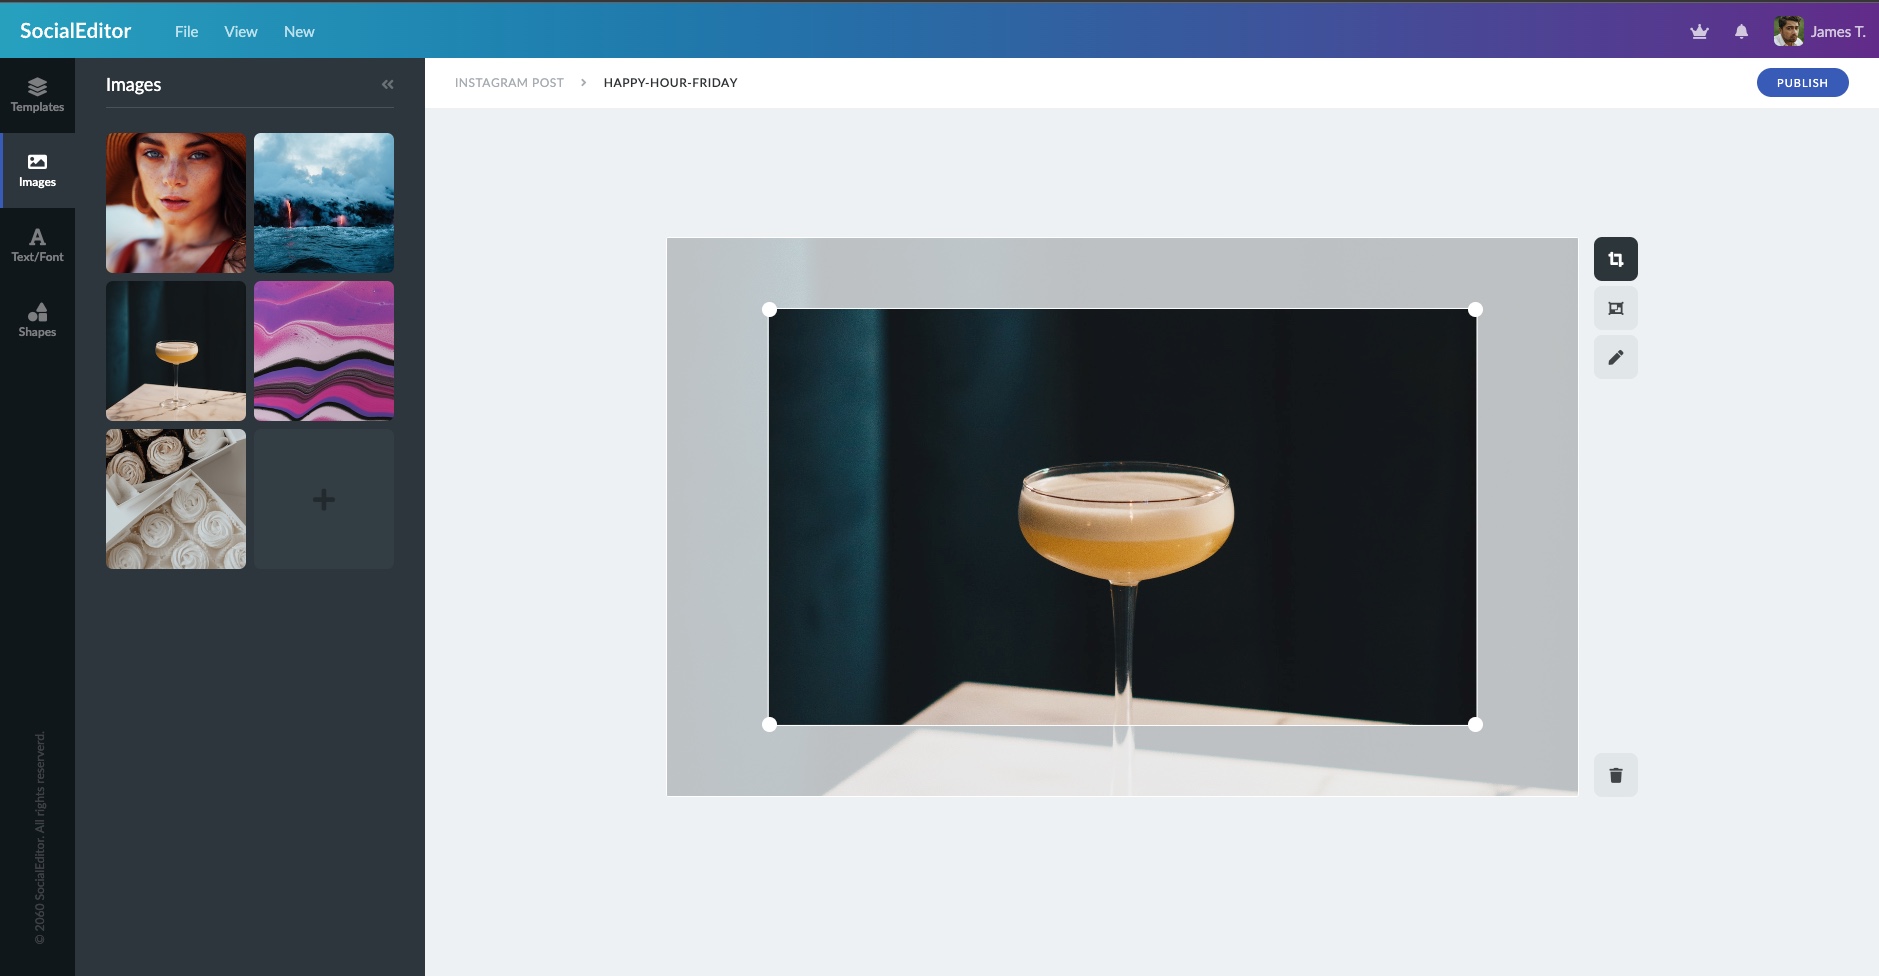 SocialEditor
File
View
New
James T.
Templates
Images
Text/Font
Shapes
Images
INSTAGRAM POST
HAPPY-HOUR-FRIDAY
PUBLISH
© 2060 SocialEditor. All rights reserverd.